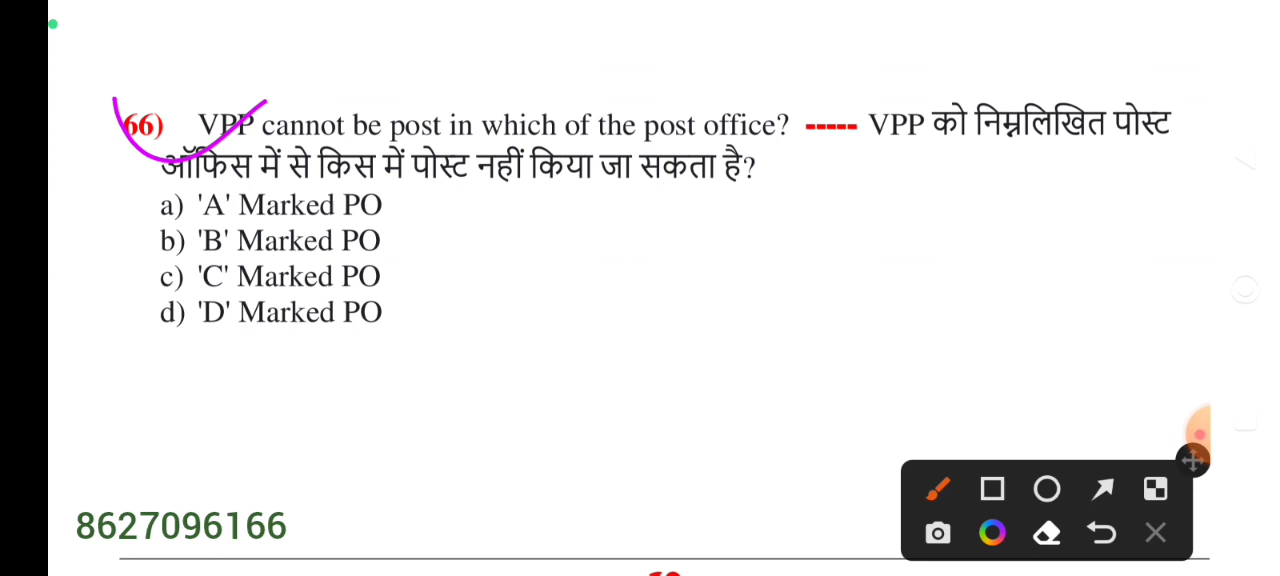 66) VPP cannot be post in which of the post office? ----- VPP को निम्नलिखित पोस्ट
ऑफिस में से किस में पोस्ट नहीं किया जा सकता है?
a) 'A' Marked PO
b) 'B' Marked PO
c) 'C' Marked PO
d) 'D' Marked PO
8627096166